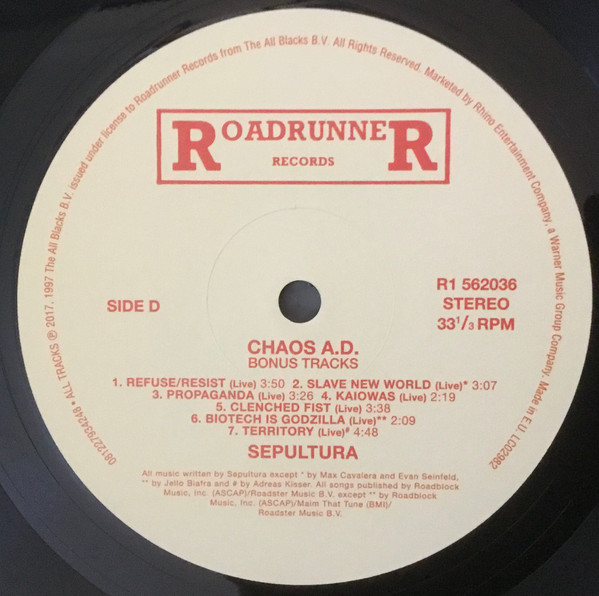 ROADRUNNER
RECORDS
SIDE D
R1 562036
STEREO
33 1/3 RPM
CHAOS A.D.
BONUS TRACKS
1. REFUSE/RESIST (Live) 3:50 2. SLAVE NEW WORLD (Live)* 3:07
3. PROPAGANDA (Live) 3:26 4. KAIOWAS (Live) 2:19
5. CLENCHED FIST (Live) 3:38
6. BIOTECH IS GODZILLA (Live)** 2:09
7. TERRITORY (Live)# 4:48
SEPULTURA
All music written by Sepultura except * by Max Cavalera and Evan Seinfeld,
** by Jello Biafra and # by Adreas Kisser. All songs published by Roadblock
Music, Inc. (ASCAP)/Roadster Music B.V. except ** by Roadblock
Music, Inc. (ASCAP)/Maim That Tune (BMI)/
Roadster Music B.V.
081227934248 • ALL TRACKS ℗ 2017, 1997 The All Blacks B.V. issued under license to Roadrunner Records from The All Blacks B.V. All Rights Reserved. Marketed by Rhino Entertainment Company, a Warner Music Group Company. Made in E.U. LC02982